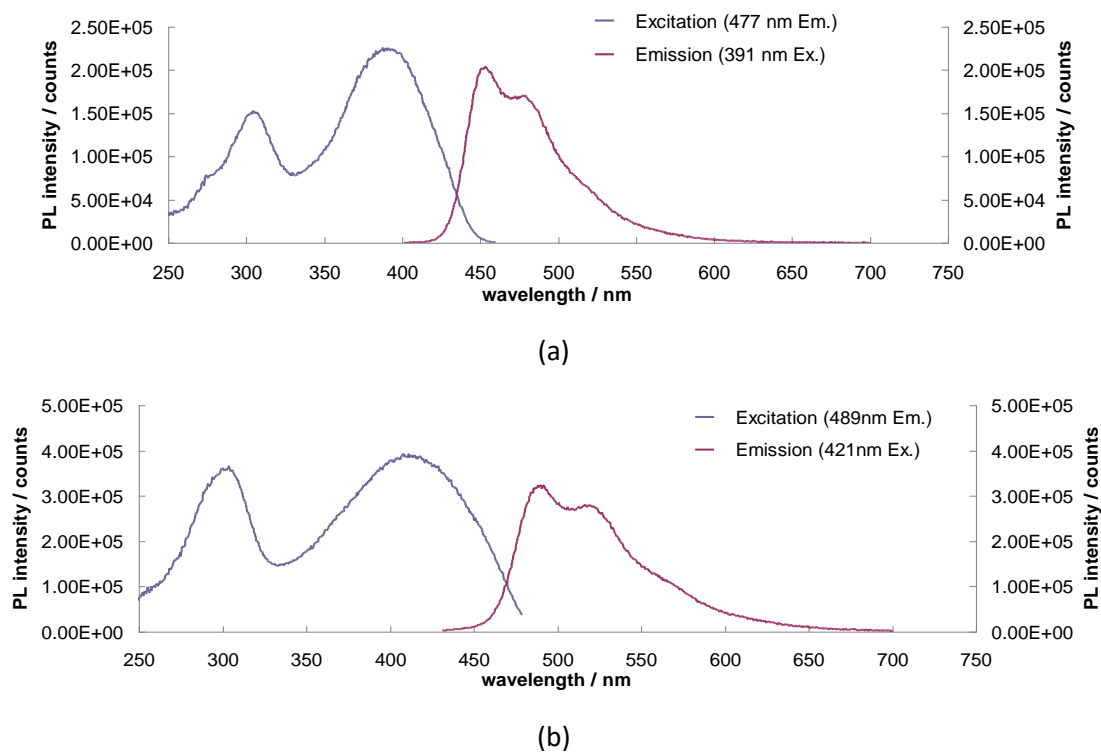 2.50E+05
2.00E+05
1.50E+05
1.00E+05
5.00E+04
0.00E+00
PL intensity / counts
Excitation (477 nm Em.)
Emission (391 nm Ex.)
2.50E+05
2.00E+05
1.50E+05
1.00E+05
5.00E+04
0.00E+00
PL intensity / counts
250 300 350 400 450 500 550 600 650 700 750
wavelength / nm
(a)
5.00E+05
4.00E+05
3.00E+05
2.00E+05
1.00E+05
0.00E+00
PL intensity / counts
Excitation (489nm Em.)
Emission (421nm Ex.)
5.00E+05
4.00E+05
3.00E+05
2.00E+05
1.00E+05
0.00E+00
PL intensity / counts
250 300 350 400 450 500 550 600 650 700 750
wavelength / nm
(b)